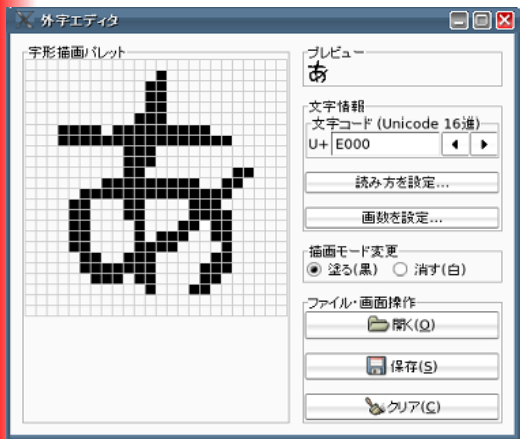 外字エディタ
字形描画パレット
プレビュー
あ
文字情報
文字コード (Unicode 16進)
U+ E000
読み方を設定...
画数を設定...
描画モード変更
塗る(黒) 消す(白)
ファイル・画面操作
開く(O)
保存(S)
クリア(C)
あ